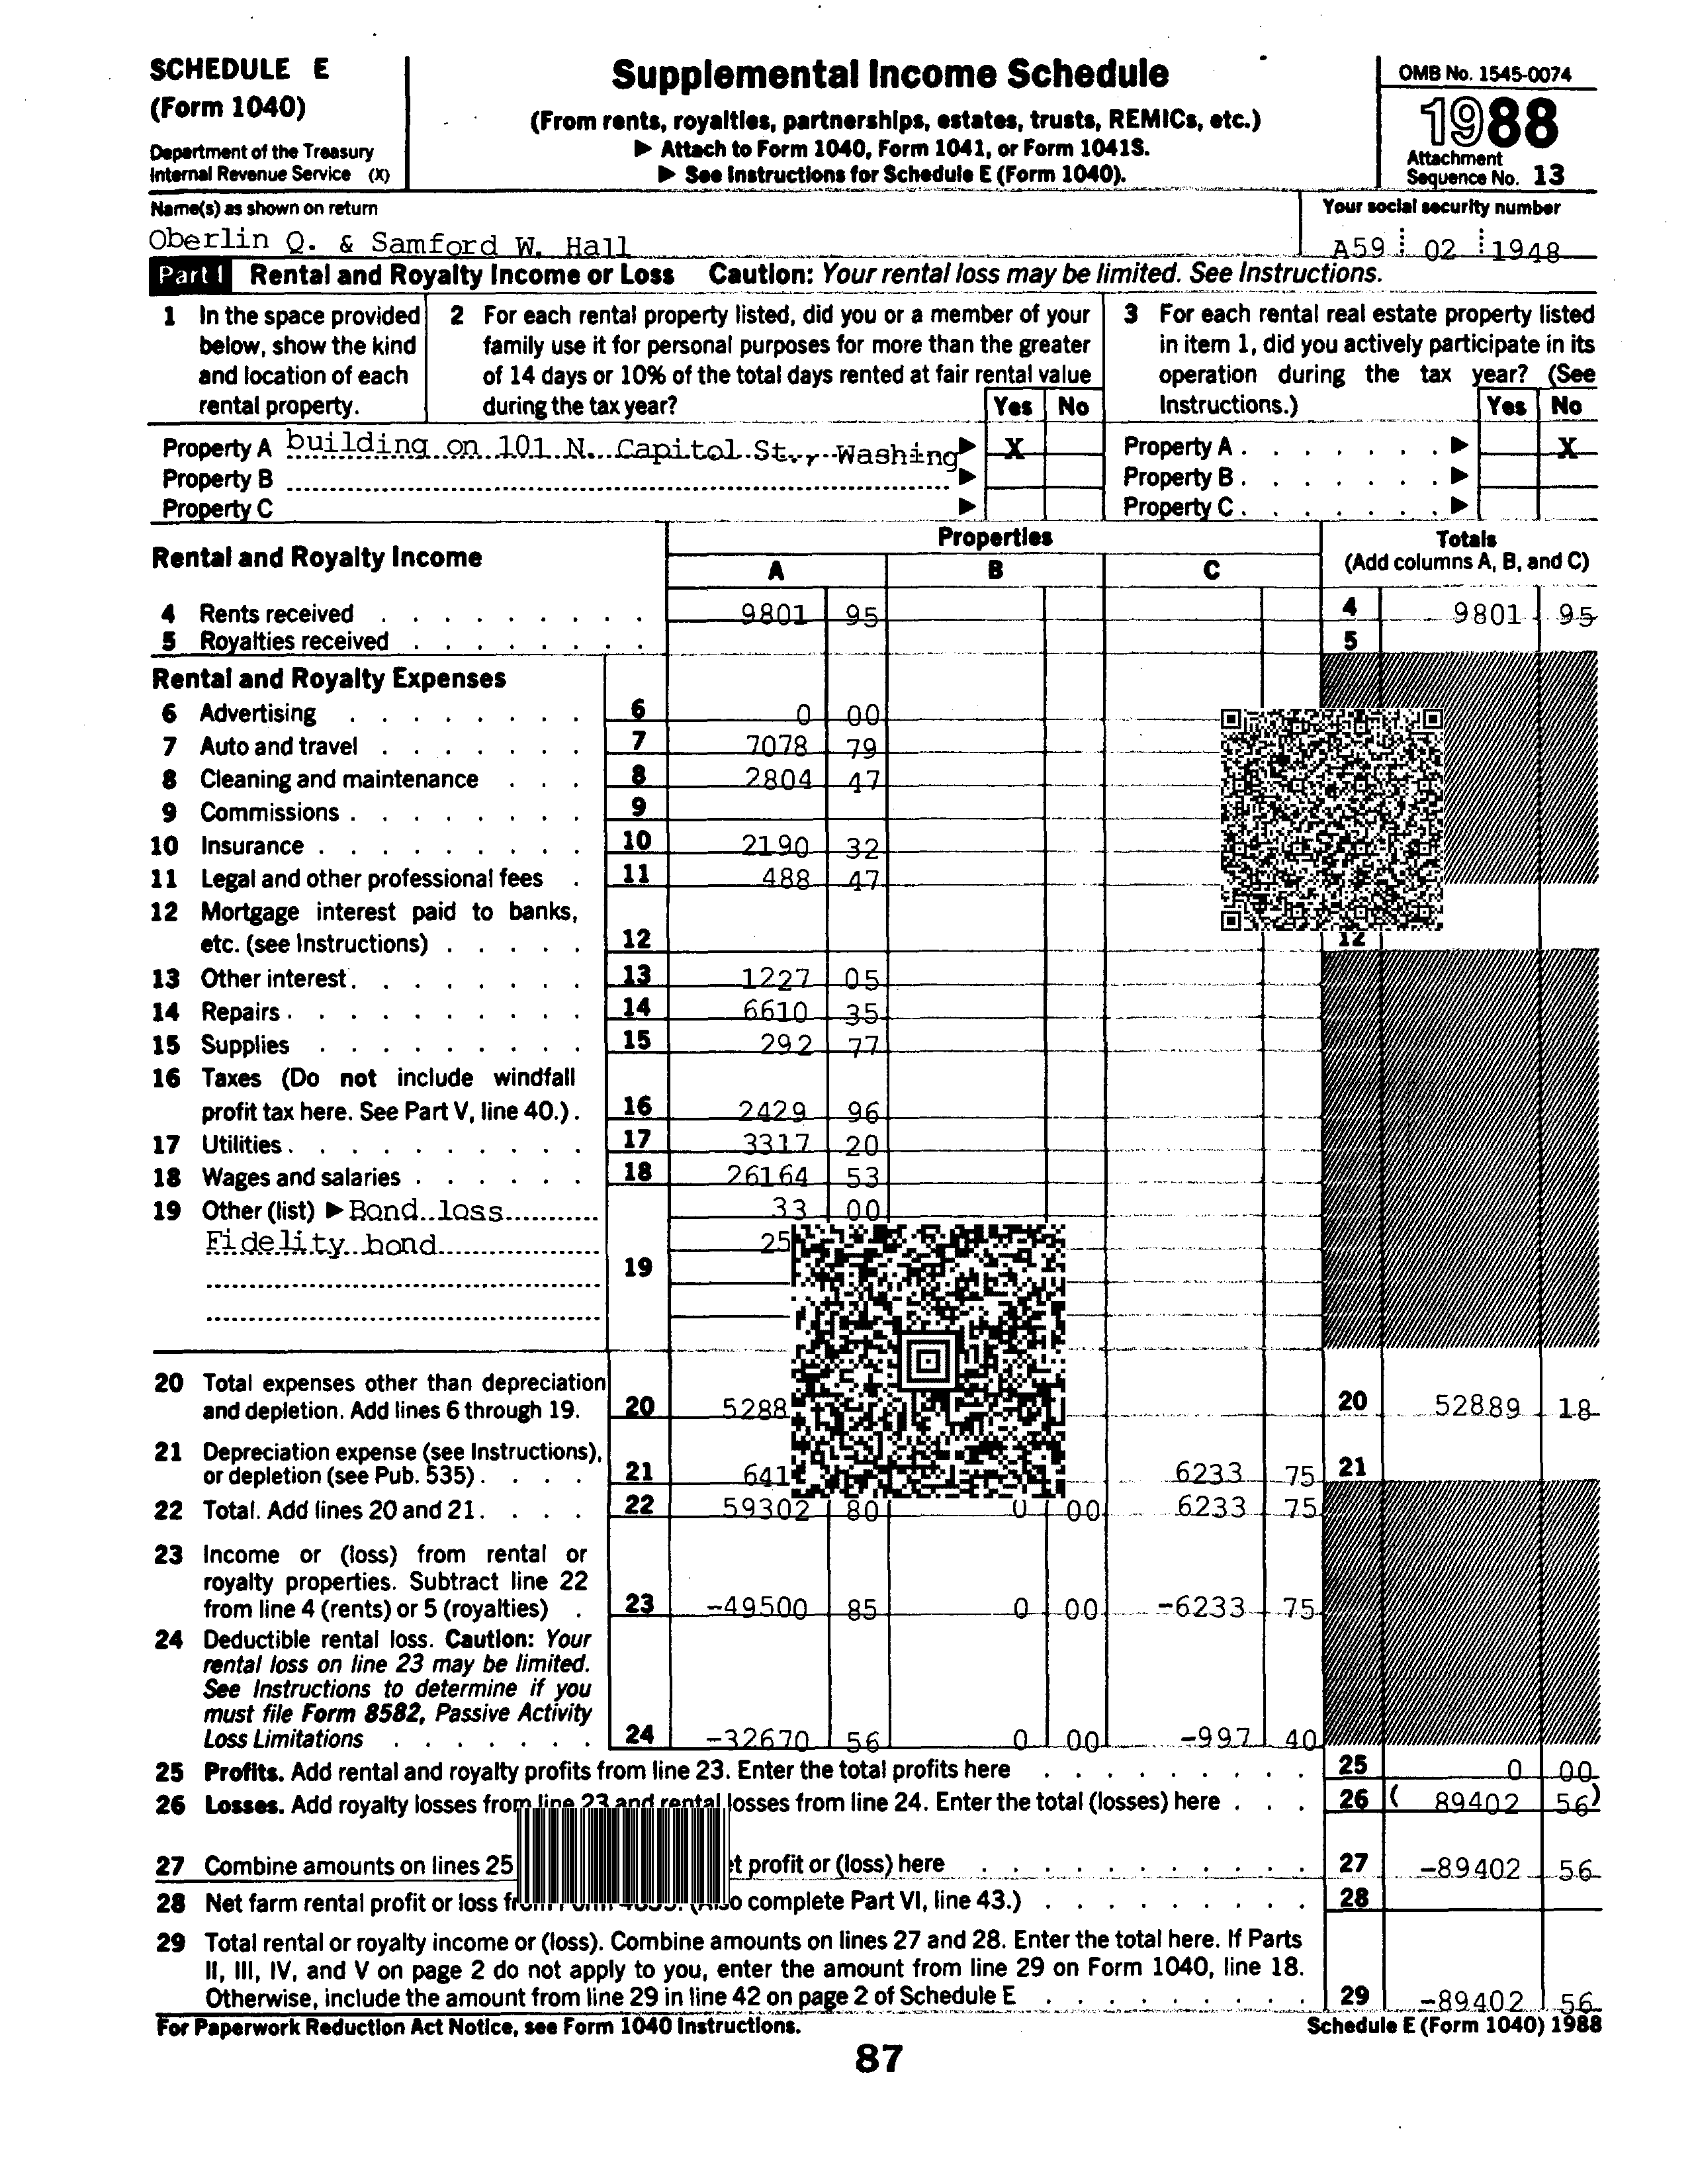 SCHEDULE E
(Form 1040)
Department of the Treasury
Internal Revenue Service (X)
Supplemental Income Schedule
(From rents, royalties, partnerships, estates, trusts, REMICs, etc.)
▶ Attach to Form 1040, Form 1041, or Form 1041S.
▶ See Instructions for Schedule E (Form 1040).
OMB No. 1545-0074
1988
Attachment
Sequence No. 13
Name(s) as shown on return
Oberlin Q. & Samford W. Hall
Your social security number
A59 02 1948
Part I Rental and Royalty Income or Loss Caution: Your rental loss may be limited. See Instructions.
1 In the space provided
below, show the kind
and location of each
rental property.
2 For each rental property listed, did you or a member of your
family use it for personal purposes for more than the greater
of 14 days or 10% of the total days rented at fair rental value
during the tax year? Yes No
3 For each rental real estate property listed
in item 1, did you actively participate in its
operation during the tax year? (See
Instructions.) Yes No
Property A building on 101 N. Capitol St., Washing ▶ X
Property A . . . . . . . ▶ X
Property B ▶
Property B . . . . . . . ▶
Property C ▶
Property C . . . . . . . ▶
Rental and Royalty Income
Properties
A B C
Totals
(Add columns A, B, and C)
4 Rents received . . . . . . . . . 9801 95 4 9801 95
5 Royalties received . . . . . . . . 5
Rental and Royalty Expenses
6 Advertising . . . . . . . . 6 0 00
7 Auto and travel . . . . . . . 7 7078 79
8 Cleaning and maintenance . . . 8 2804 47
9 Commissions . . . . . . . . 9
10 Insurance . . . . . . . . . 10 2190 32
11 Legal and other professional fees . 11 488 47
12 Mortgage interest paid to banks,
etc. (see Instructions) . . . . . 12 12
13 Other interest . . . . . . . . 13 1227 05
14 Repairs . . . . . . . . . . 14 6610 35
15 Supplies . . . . . . . . . 15 292 77
16 Taxes (Do not include windfall
profit tax here. See Part V, line 40.) . 16 2429 96
17 Utilities . . . . . . . . . . 17 3317 20
18 Wages and salaries . . . . . . 18 26164 53
19 Other (list) ▶ Bond loss 33 00
Fidelity bond 25
19
20 Total expenses other than depreciation
and depletion. Add lines 6 through 19. 20 5288 20 52889 18
21 Depreciation expense (see Instructions),
or depletion (see Pub. 535) . . . . 21 641 6233 75 21
22 Total. Add lines 20 and 21 . . . . 22 59302 80 0 00 6233 75
23 Income or (loss) from rental or
royalty properties. Subtract line 22
from line 4 (rents) or 5 (royalties) . 23 -49500 85 0 00 -6233 75
24 Deductible rental loss. Caution: Your
rental loss on line 23 may be limited.
See Instructions to determine if you
must file Form 8582, Passive Activity
Loss Limitations . . . . . . . 24 -32670 56 0 00 -997 40
25 Profits. Add rental and royalty profits from line 23. Enter the total profits here . . . . . . . . . 25 0 00
26 Losses. Add royalty losses from line 23 and rental losses from line 24. Enter the total (losses) here . . . 26 ( 89402 56)
27 Combine amounts on lines 25 profit or (loss) here . . . . . . . . . . . . 27 -89402 56
28 Net farm rental profit or loss complete Part VI, line 43.) . . . . . . . . . 28
29 Total rental or royalty income or (loss). Combine amounts on lines 27 and 28. Enter the total here. If Parts
II, III, IV, and V on page 2 do not apply to you, enter the amount from line 29 on Form 1040, line 18.
Otherwise, include the amount from line 29 in line 42 on page 2 of Schedule E . . . . . . . . . 29 -89402 56
For Paperwork Reduction Act Notice, see Form 1040 Instructions.
Schedule E (Form 1040) 1988
87